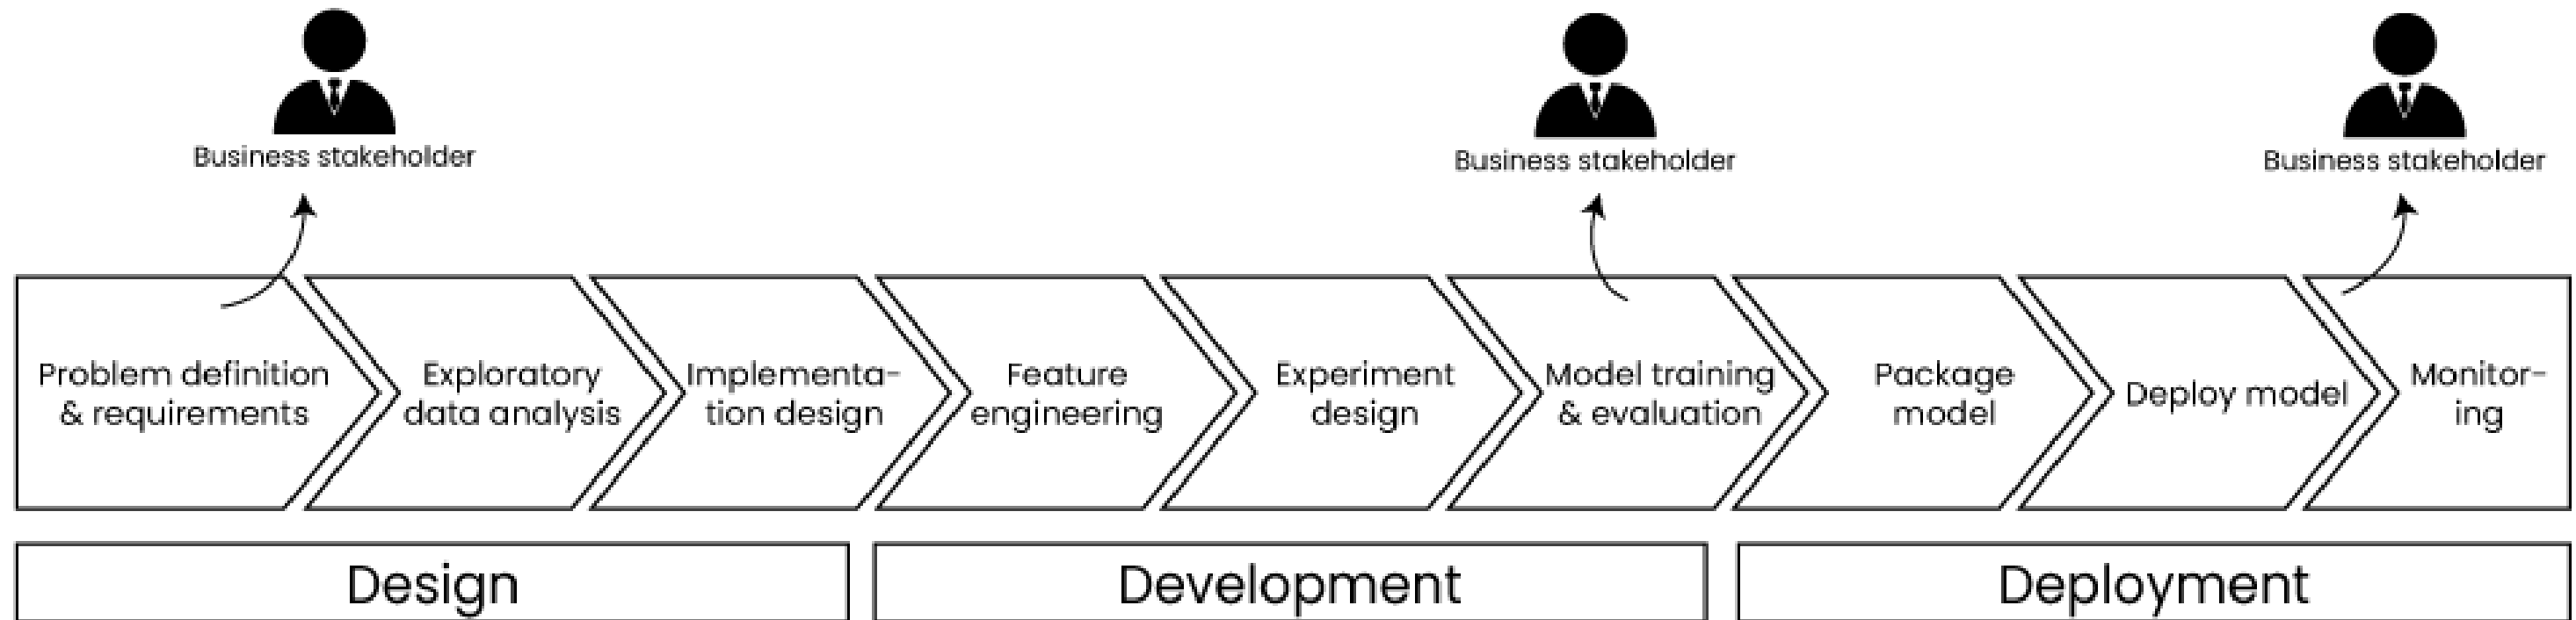 Business stakeholder
Business stakeholder
Business stakeholder
Problem definition
& requirements
Exploratory
data analysis
Implementa-
tion design
Feature
engineering
Experiment
design
Model training
& evaluation
Package
model
Deploy model
Monitor-
ing
Design
Development
Deployment